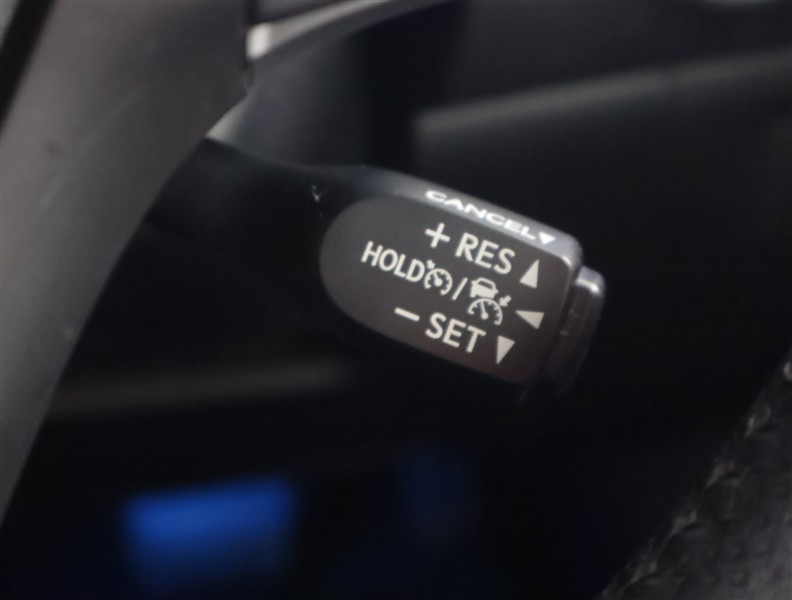 CANCEL▼
+ RES ▲
HOLD / ◀
− SET ▼